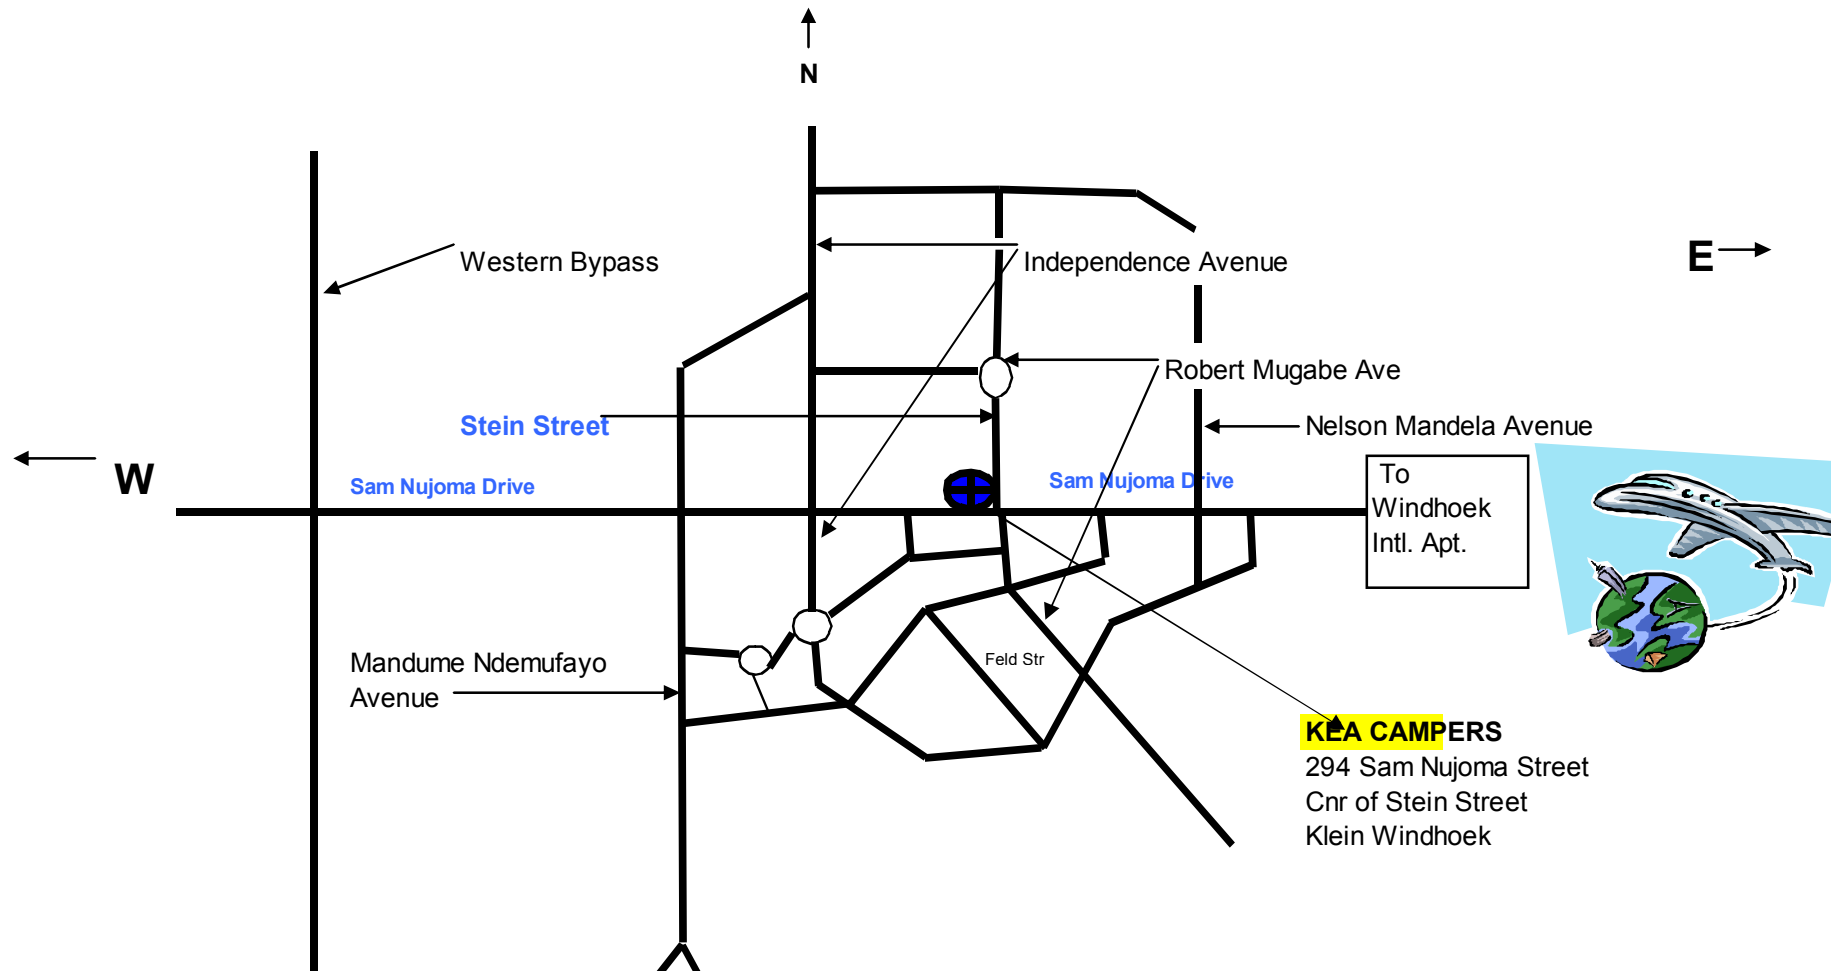 N
Western Bypass
Independence Avenue
E
Robert Mugabe Ave
Stein Street
Nelson Mandela Avenue
W
Sam Nujoma Drive
Sam Nujoma Drive
To
Windhoek
Intl. Apt.
Mandume Ndemufayo
Avenue
Feld Str
KEA CAMPERS
294 Sam Nujoma Street
Cnr of Stein Street
Klein Windhoek